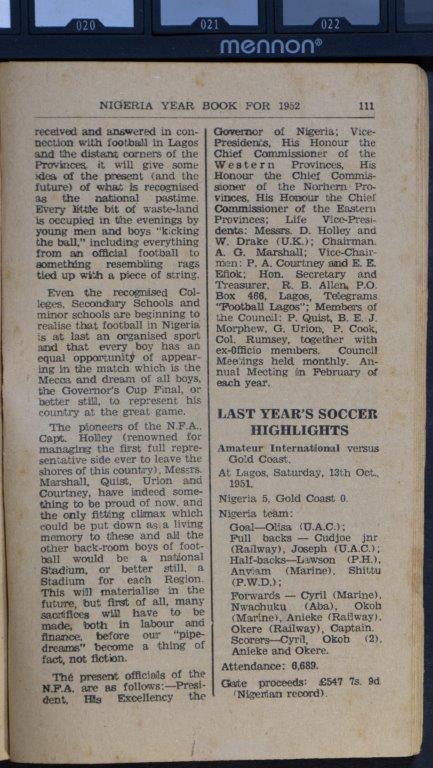 020
021
022
mennon®
NIGERIA YEAR BOOK FOR 1952 111
received and answered in con-
nection with football in Lagos
and the distant corners of the
Provinces, it will give some
idea of the present (and the
future) of what is recognised
as the national pastime.
Every little bit of waste-land
is occupied in the evenings by
young men and boys "kicking
the ball," including everything
from an official football to
something resembling rags
tied up with a piece of string.
Even the recognised Col-
leges, Secondary Schools and
minor schools are beginning to
realise that football in Nigeria
is at last an organised sport
and that every boy has an
equal opportunity of appear-
ing in the match which is the
Mecca and dream of all boys,
the Governor's Cup Final, or
better still, to represent his
country at the great game.
The pioneers of the N.F.A.,
Capt. Holley (renowned for
managing the first full repre-
sentative side ever to leave the
shores of this country), Messrs.
Marshall, Quist, Urion and
Courtney, have indeed some-
thing to be proud of now, and
the only fitting climax which
could be put down as a living
memory to these and all the
other back-room boys of foot-
ball would be a national
Stadium, or better still, a
Stadium for each Region.
This will materialise in the
future, but first of all, many
sacrifices will have to be
made, both in labour and
finance, before our "pipe-
dreams" become a thing of
fact, not fiction.
The present officials of the
N.F.A. are as follows:—Presi-
dent, His Excellency the
Governor of Nigeria; Vice-
Presidents, His Honour the
Chief Commissioner of the
Western Provinces, His
Honour the Chief Commis-
sioner of the Norhern Pro-
vinces, His Honour the Chief
Commissioner of the Eastern
Provinces; Life Vice-Presi-
dents: Messrs. D. Holley and
W. Drake (U.K.); Chairman.
A. G. Marshall; Vice-Chair-
men: P. A. Courtney and E. E.
Efiok; Hon. Secretary and
Treasurer, R. B. Allen, P.O.
Box 466, Lagos, Telegrams
"Football Lagos"; Members of
the Council: P. Quist, B. E. J.
Morphew, G. Urion, P. Cook,
Col. Rumsey, together with
ex-Officio members. Council
Meetings held monthly. An-
nual Meeting in February of
each year.
LAST YEAR'S SOCCER
HIGHLIGHTS
Amateur International versus
Gold Coast.
At Lagos, Saturday, 13th Oct.,
1951.
Nigeria 5, Gold Coast 0.
Nigeria team:
Goal—Olisa (U.A.C.);
Full backs — Cudjoe jnr
(Railway), Joseph (U.A.C.);
Half-backs—Lawson (P.H.),
Anyiam (Marine), Shittu
(P.W.D.);
Forwards — Cyril (Marine),
Nwachuku (Aba), Okoh
(Marine), Anieke (Railway),
Okere (Railway), Captain.
Scorers—Cyril, Okoh (2),
Anieke and Okere.
Attendance: 6,689.
Gate proceeds: £547 7s. 9d
(Nigerian record).